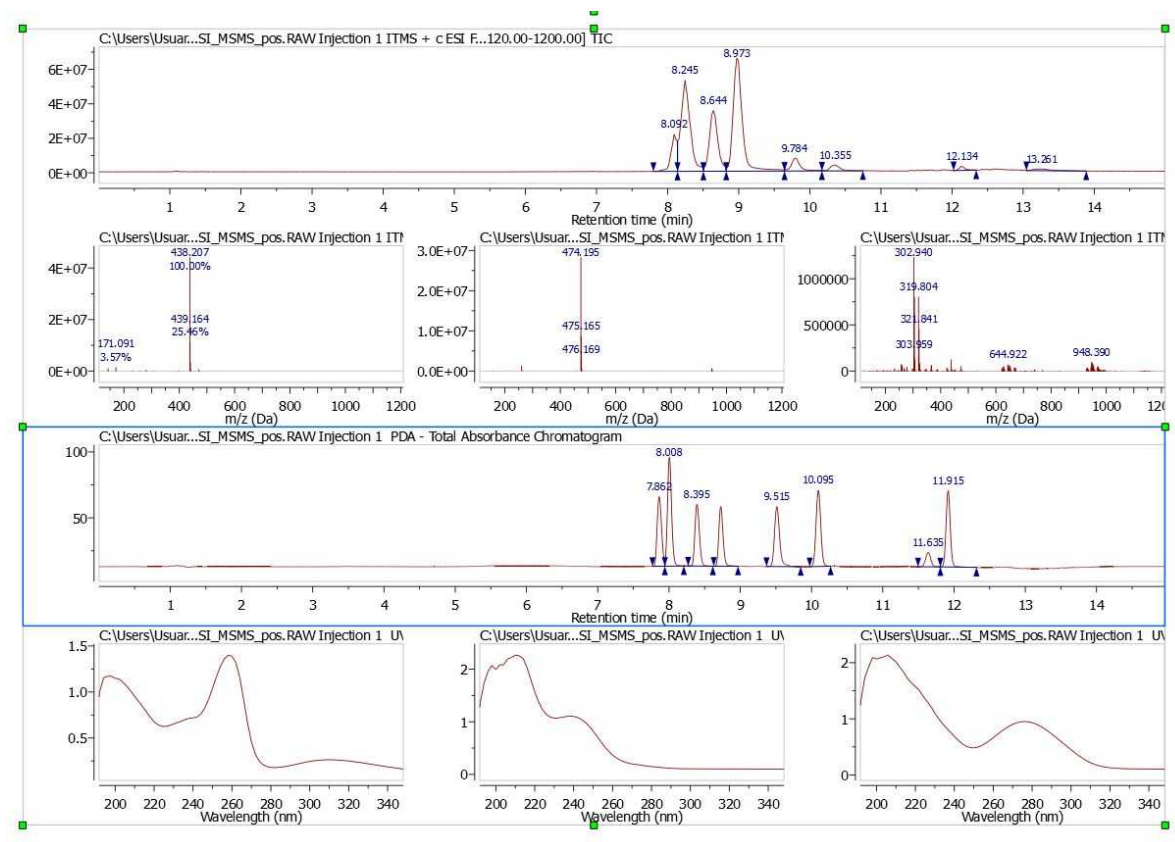 C:\Users\Usuar...SI_MSMS_pos.RAW Injection 1 ITMS + c ESI F...120.00-1200.00] TIC
6E+07
4E+07
2E+07
0E+00
8.092
8.245
8.644
8.973
9.784
10.355
12.134
13.261
1 2 3 4 5 6 7 8 9 10 11 12 13 14
Retention time (min)
C:\Users\Usuar...SI_MSMS_pos.RAW Injection 1 ITM
4E+07
2E+07
0E+00
438.207
100.00%
439.164
25.46%
171.091
3.57%
200 400 600 800 1000 1200
m/z (Da)
C:\Users\Usuar...SI_MSMS_pos.RAW Injection 1 ITM
3.0E+07
2.0E+07
1.0E+07
0.0E+00
474.195
475.165
476.169
200 400 600 800 1000 1200
m/z (Da)
C:\Users\Usuar...SI_MSMS_pos.RAW Injection 1 ITM
1000000
500000
0
302.940
319.804
321.841
303.959
644.922
948.390
200 400 600 800 1000 120
m/z (Da)
C:\Users\Usuar...SI_MSMS_pos.RAW Injection 1 PDA - Total Absorbance Chromatogram
100
50
7.862
8.008
8.395
9.515
10.095
11.635
11.915
1 2 3 4 5 6 7 8 9 10 11 12 13 14
Retention time (min)
C:\Users\Usuar...SI_MSMS_pos.RAW Injection 1 UV
1.5
1.0
0.5
200 220 240 260 280 300 320 340
Wavelength (nm)
C:\Users\Usuar...SI_MSMS_pos.RAW Injection 1 UV
2
1
0
200 220 240 260 280 300 320 340
Wavelength (nm)
C:\Users\Usuar...SI_MSMS_pos.RAW Injection 1 UV
2
1
0
200 220 240 260 280 300 320 340
Wavelength (nm)